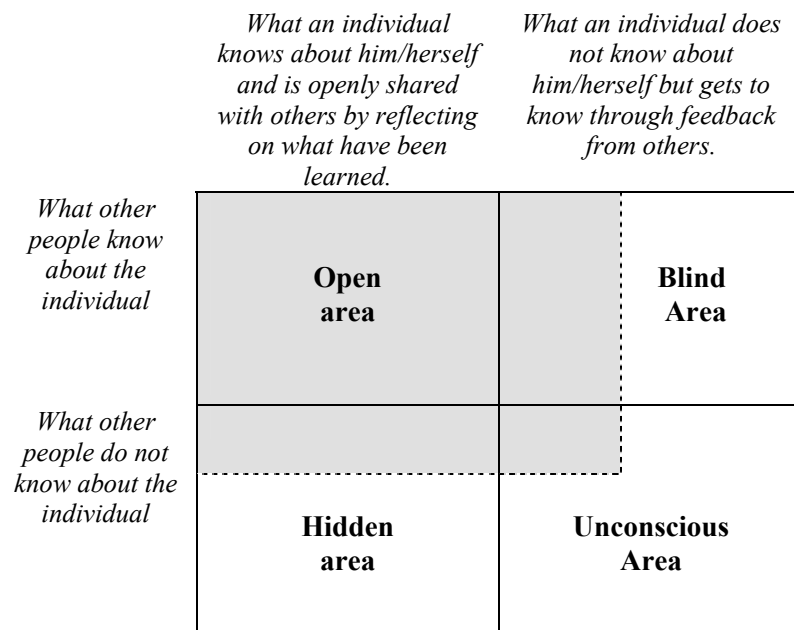 What an individual
knows about him/herself
and is openly shared
with others by reflecting
on what have been
learned.
What an individual does
not know about
him/herself but gets to
know through feedback
from others.
What other
people know
about the
individual
Open
area
Blind
Area
What other
people do not
know about the
individual
Hidden
area
Unconscious
Area